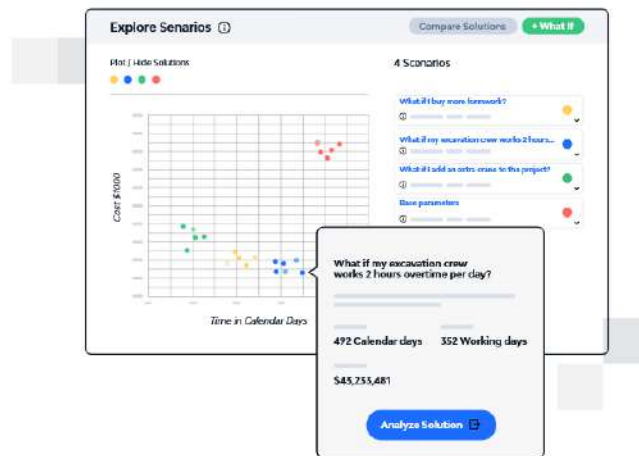 Explore Senarios
Compare Solutions
+ What If
Plot / Hide Solutions
4 Scenarios
What if I buy more formwork?
What if my excavation crew works 2 hours...
What if I add an extra crane to the project?
Base parameters
Cost $1000
Time in Calendar Days
What if my excavation crew
works 2 hours overtime per day?
492 Calendar days
352 Working days
$43,233,481
Analyze Solution